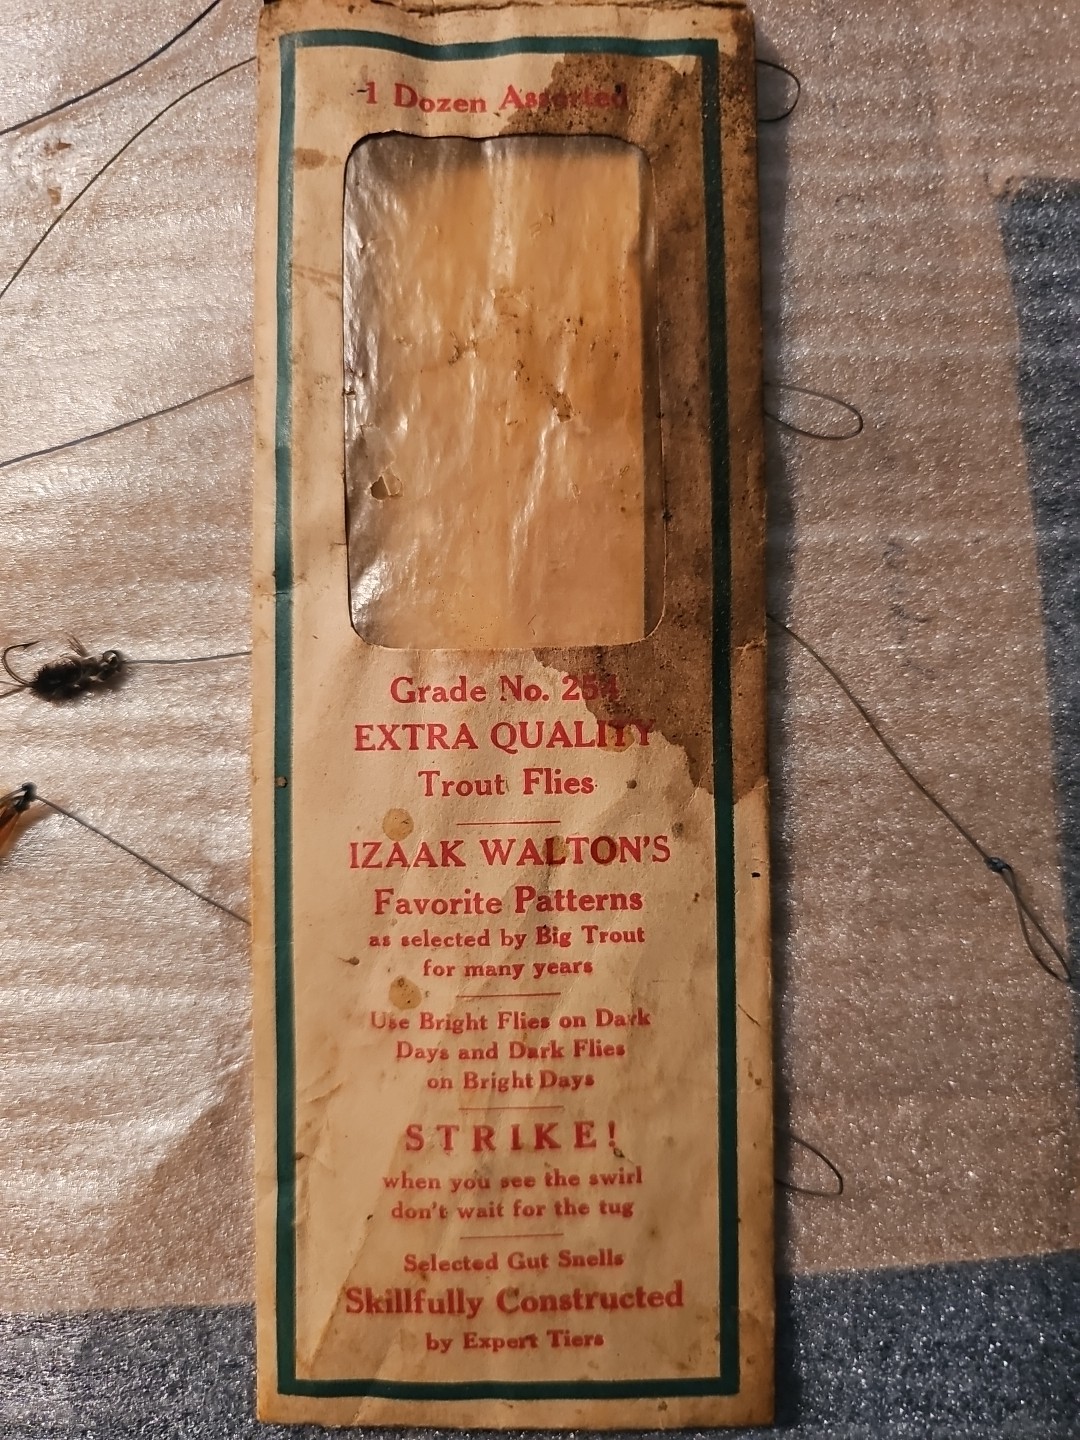 1 Dozen Assorted
Grade No. 254
EXTRA QUALITY
Trout Flies
IZAAK WALTON'S
Favorite Patterns
as selected by Big Trout
for many years
Use Bright Flies on Dark
Days and Dark Flies
on Bright Days
STRIKE!
when you see the swirl
don't wait for the tug
Selected Gut Snells
Skillfully Constructed
by Expert Tiers